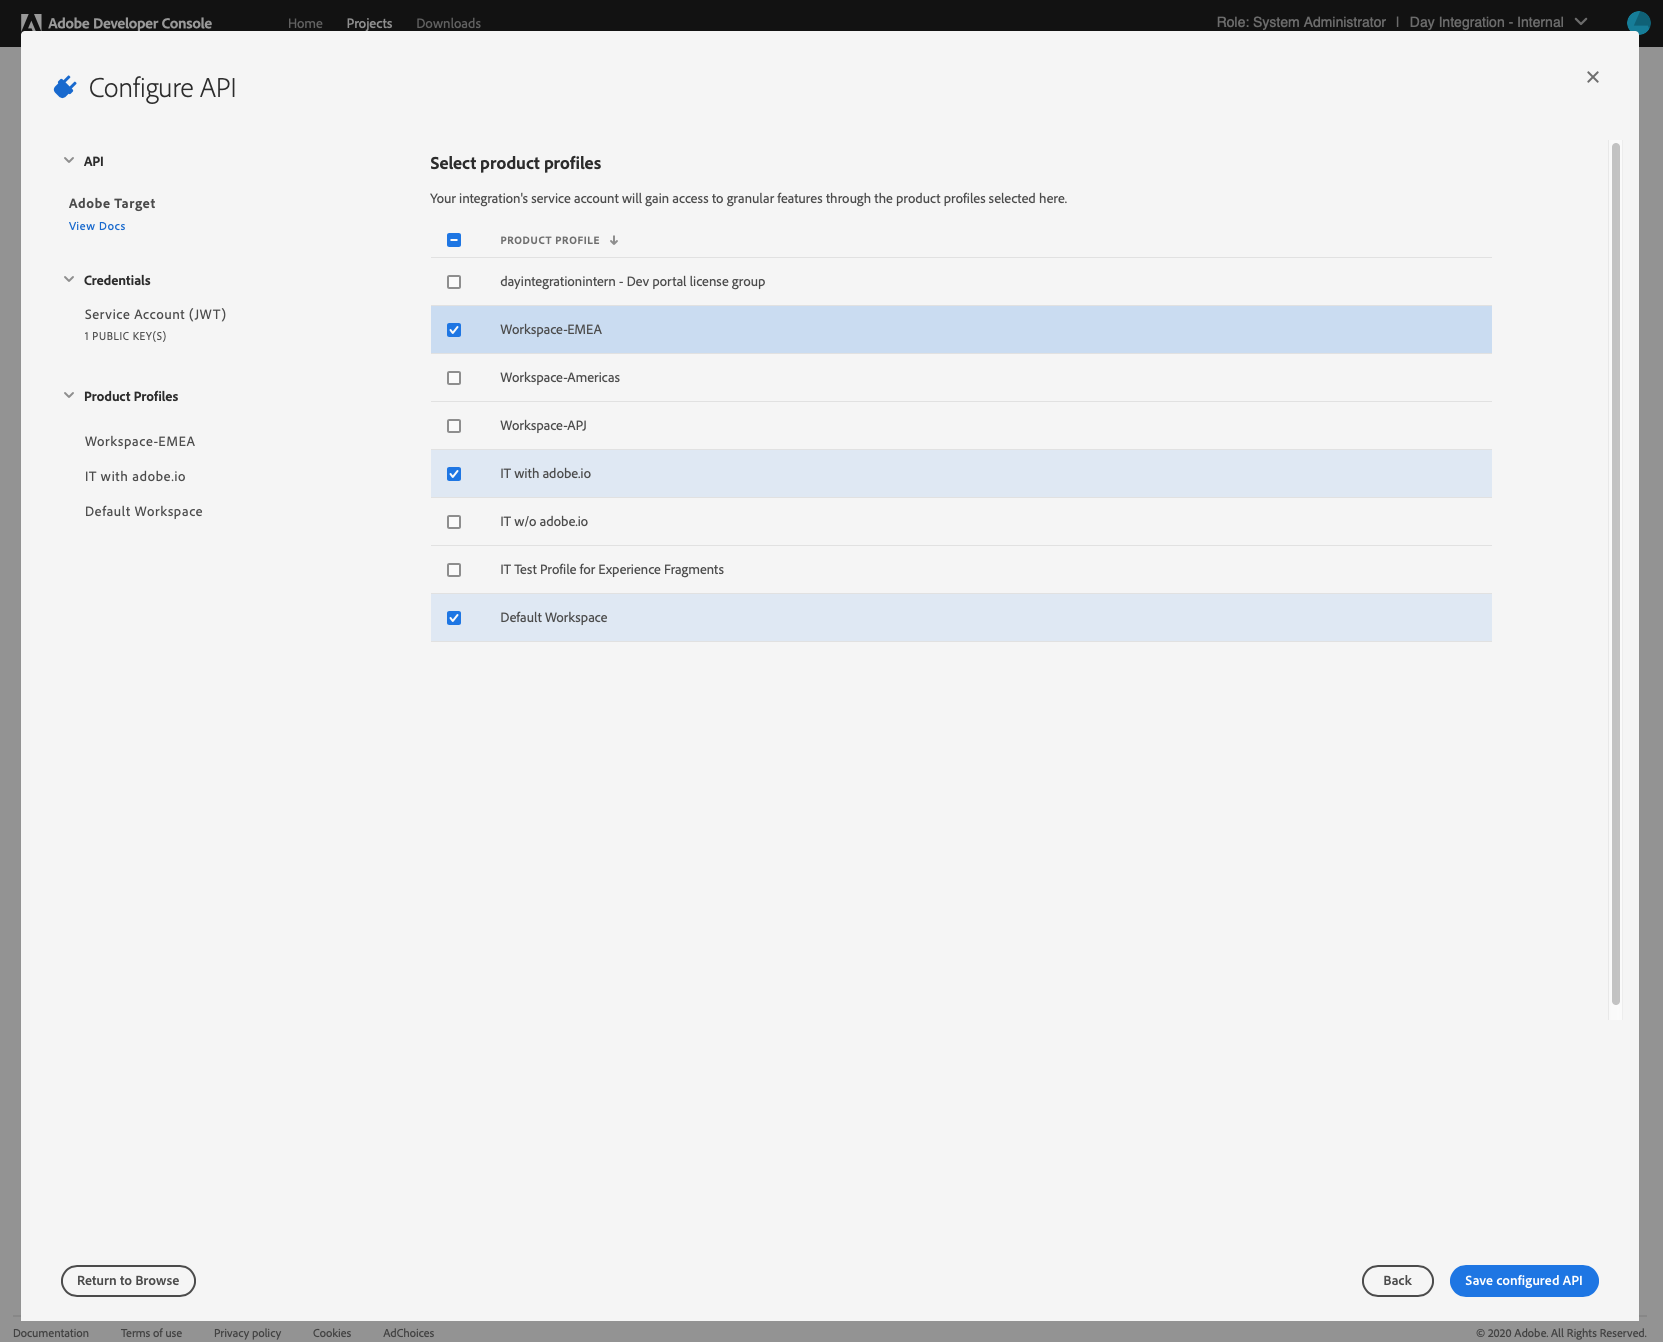 Adobe Developer Console
Home
Projects
Downloads
Role: System Administrator | Day Integration - Internal
Configure API
API
Adobe Target
View Docs
Credentials
Service Account (JWT)
1 PUBLIC KEY(S)
Product Profiles
Workspace-EMEA
IT with adobe.io
Default Workspace
Select product profiles
Your integration's service account will gain access to granular features through the product profiles selected here.
PRODUCT PROFILE
dayintegrationintern - Dev portal license group
Workspace-EMEA
Workspace-Americas
Workspace-APJ
IT with adobe.io
IT w/o adobe.io
IT Test Profile for Experience Fragments
Default Workspace
Return to Browse
Back
Save configured API
Documentation
Terms of use
Privacy policy
Cookies
AdChoices
© 2020 Adobe. All Rights Reserved.